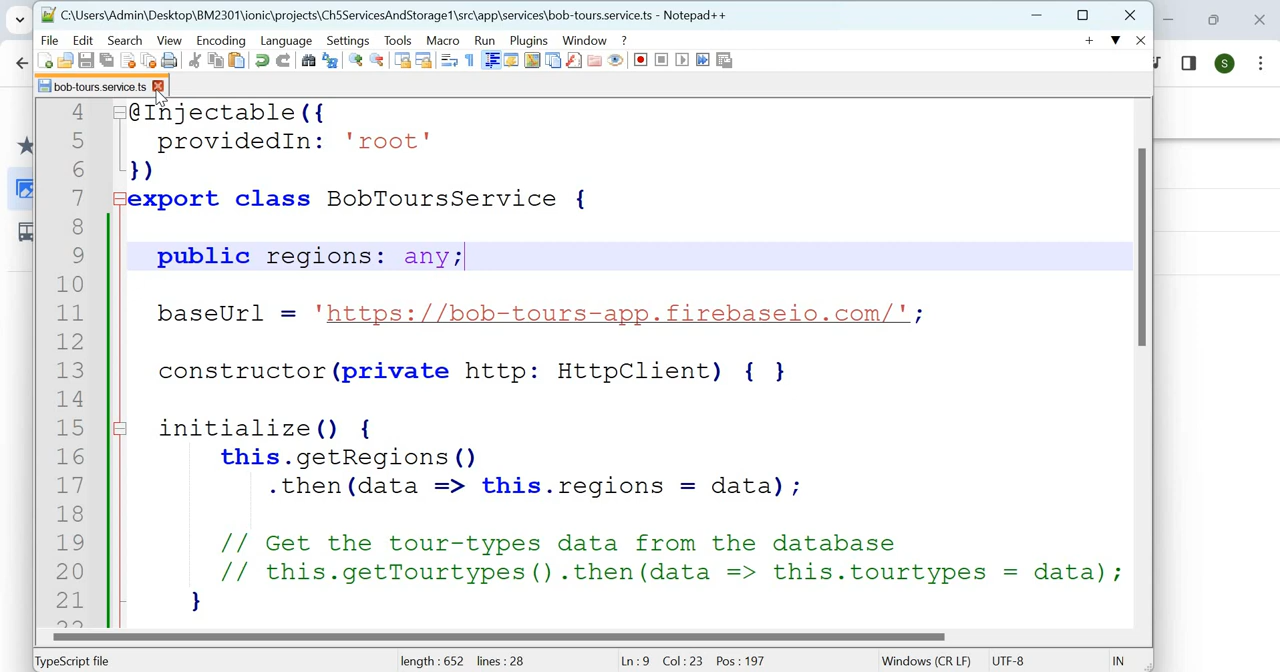 C:\Users\Admin\Desktop\BM2301\ionic\projects\Ch5ServicesAndStorage1\src\app\services\bob-tours.service.ts - Notepad++
File Edit Search View Encoding Language Settings Tools Macro Run Plugins Window ?
bob-tours.service.ts
S
4 @Injectable({
5 providedIn: 'root'
6 })
7 export class BobToursService {
8
9 public regions: any;
10
11 baseUrl = 'https://bob-tours-app.firebaseio.com/';
12
13 constructor(private http: HttpClient) { }
14
15 initialize() {
16 this.getRegions()
17 .then(data => this.regions = data);
18
19 // Get the tour-types data from the database
20 // this.getTourtypes().then(data => this.tourtypes = data);
21 }
22
TypeScript file length : 652 lines : 28 Ln : 9 Col : 23 Pos : 197 Windows (CR LF) UTF-8 IN